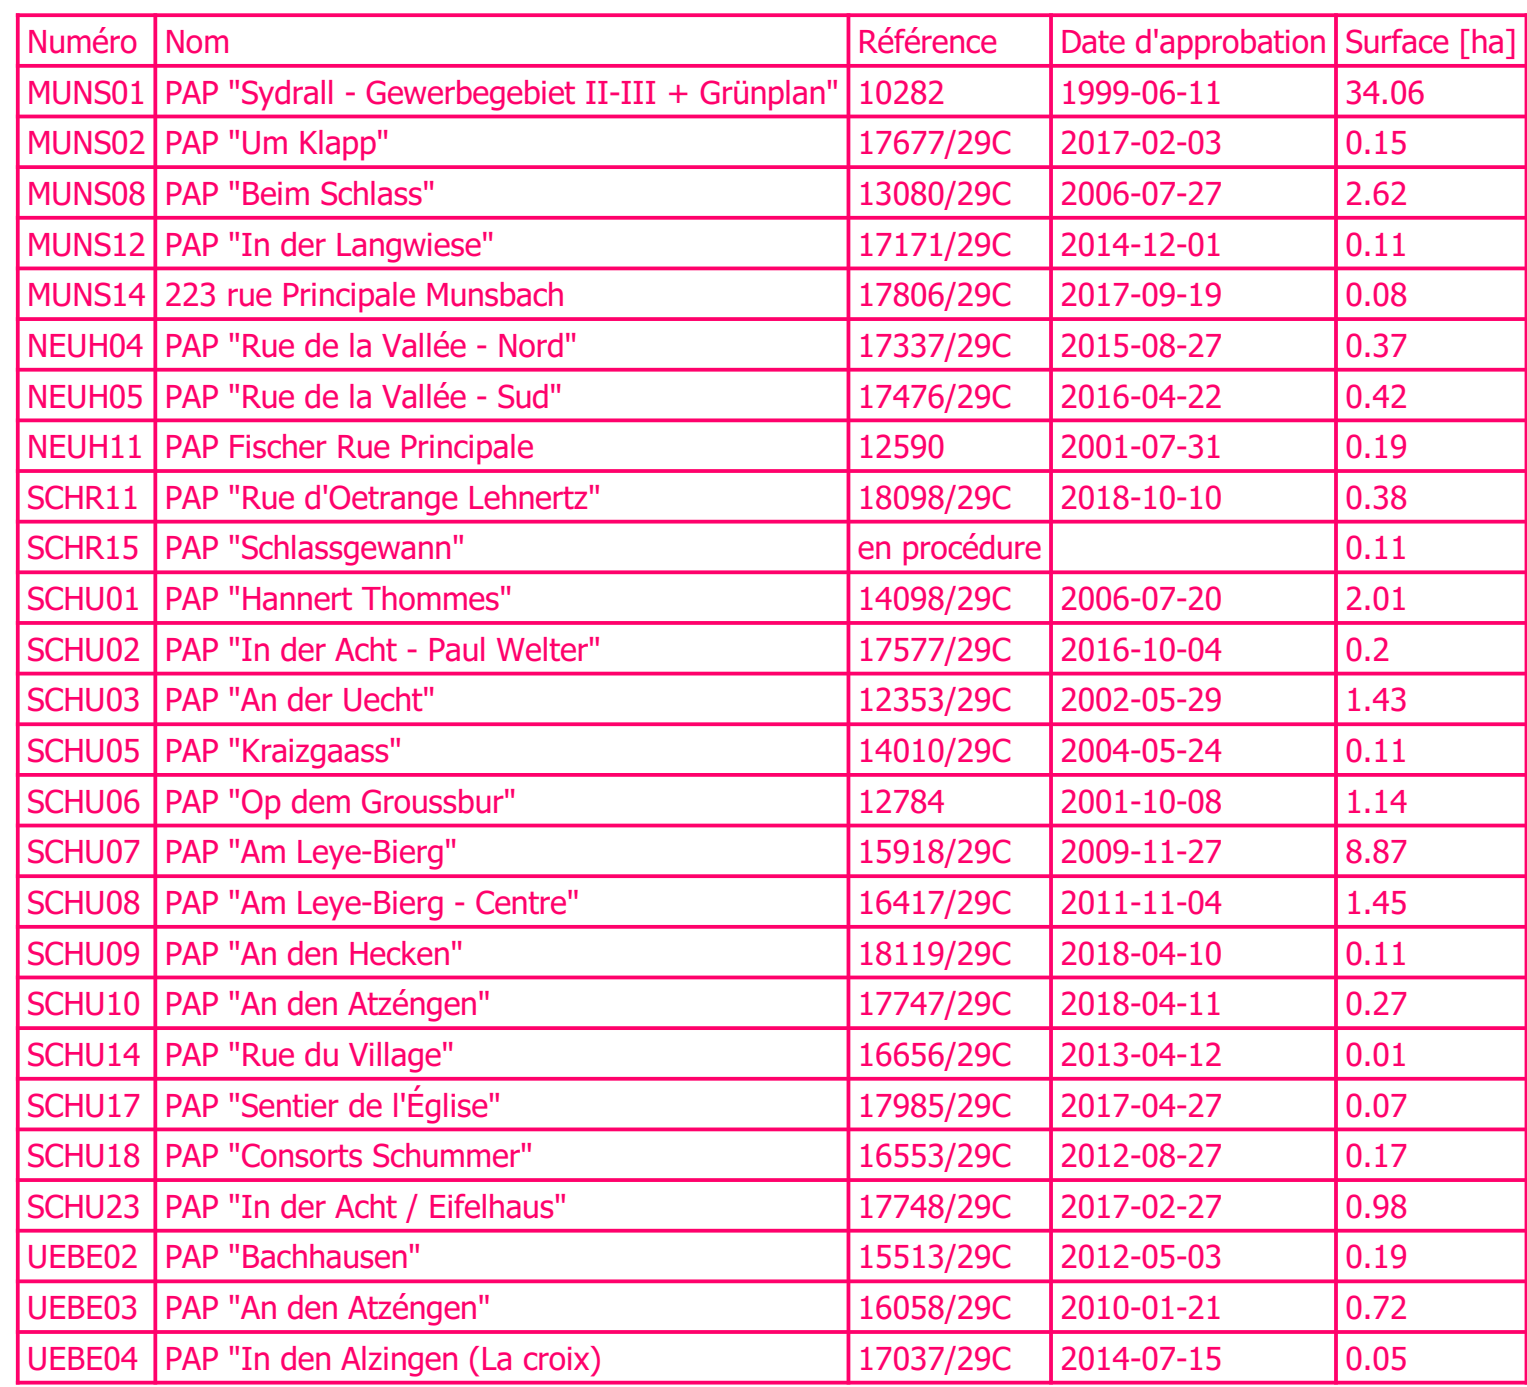 Numéro Nom Référence Date d'approbation Surface [ha]
MUNS01 PAP "Sydrall - Gewerbegebiet II-III + Grünplan" 10282 1999-06-11 34.06
MUNS02 PAP "Um Klapp" 17677/29C 2017-02-03 0.15
MUNS08 PAP "Beim Schlass" 13080/29C 2006-07-27 2.62
MUNS12 PAP "In der Langwiese" 17171/29C 2014-12-01 0.11
MUNS14 223 rue Principale Munsbach 17806/29C 2017-09-19 0.08
NEUH04 PAP "Rue de la Vallée - Nord" 17337/29C 2015-08-27 0.37
NEUH05 PAP "Rue de la Vallée - Sud" 17476/29C 2016-04-22 0.42
NEUH11 PAP Fischer Rue Principale 12590 2001-07-31 0.19
SCHR11 PAP "Rue d'Oetrange Lehnertz" 18098/29C 2018-10-10 0.38
SCHR15 PAP "Schlassgewann" en procédure 0.11
SCHU01 PAP "Hannert Thommes" 14098/29C 2006-07-20 2.01
SCHU02 PAP "In der Acht - Paul Welter" 17577/29C 2016-10-04 0.2
SCHU03 PAP "An der Uecht" 12353/29C 2002-05-29 1.43
SCHU05 PAP "Kraizgaass" 14010/29C 2004-05-24 0.11
SCHU06 PAP "Op dem Groussbur" 12784 2001-10-08 1.14
SCHU07 PAP "Am Leye-Bierg" 15918/29C 2009-11-27 8.87
SCHU08 PAP "Am Leye-Bierg - Centre" 16417/29C 2011-11-04 1.45
SCHU09 PAP "An den Hecken" 18119/29C 2018-04-10 0.11
SCHU10 PAP "An den Atzéngen" 17747/29C 2018-04-11 0.27
SCHU14 PAP "Rue du Village" 16656/29C 2013-04-12 0.01
SCHU17 PAP "Sentier de l'Église" 17985/29C 2017-04-27 0.07
SCHU18 PAP "Consorts Schummer" 16553/29C 2012-08-27 0.17
SCHU23 PAP "In der Acht / Eifelhaus" 17748/29C 2017-02-27 0.98
UEBE02 PAP "Bachhausen" 15513/29C 2012-05-03 0.19
UEBE03 PAP "An den Atzéngen" 16058/29C 2010-01-21 0.72
UEBE04 PAP "In den Alzingen (La croix) 17037/29C 2014-07-15 0.05